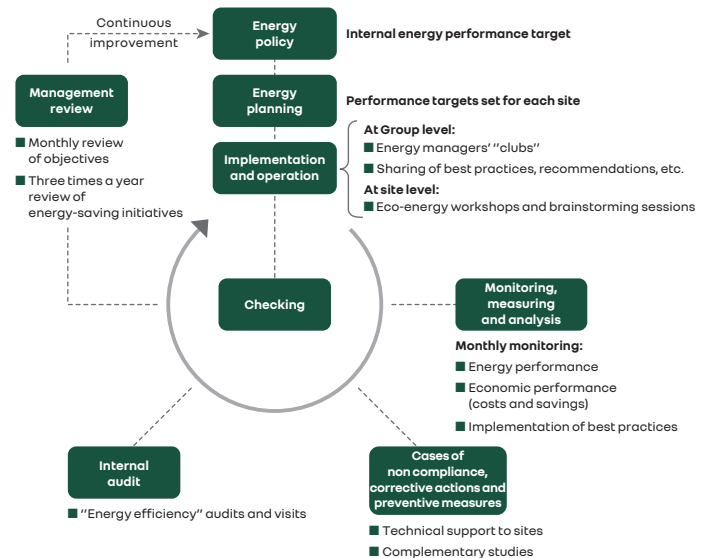 Continuous
improvement
Energy
policy
Internal energy performance target
Management
review
Energy
planning
Performance targets set for each site
■ Monthly review
of objectives
■ Three times a year
review of
energy-saving initiatives
Implementation
and operation
At Group level:
■ Energy managers’ “clubs”
■ Sharing of best practices, recommendations, etc.
At site level:
■ Eco-energy workshops and brainstorming sessions
Checking
Monitoring,
measuring
and analysis
Monthly monitoring:
■ Energy performance
■ Economic performance
(costs and savings)
■ Implementation of best practices
Internal
audit
■ “Energy efficiency” audits and visits
Cases of
non compliance,
corrective actions and
preventive measures
■ Technical support to sites
■ Complementary studies